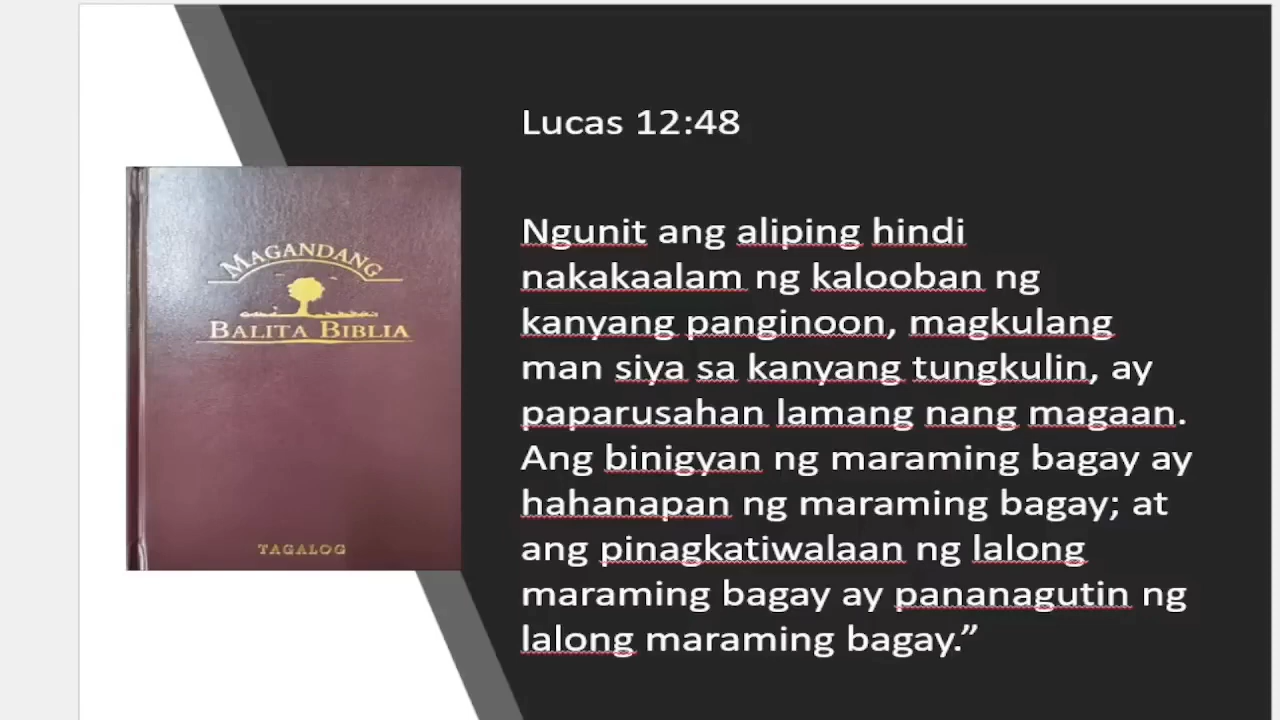 Lucas 12:48
MAGANDANG
BALITA BIBLIA
TAGALOG
Ngunit ang aliping hindi
nakakaalam ng kalooban ng
kanyang panginoon, magkulang
man siya sa kanyang tungkulin, ay
paparusahan lamang nang magaan.
Ang binigyan ng maraming bagay ay
hahanapan ng maraming bagay; at
ang pinagkatiwalaan ng lalong
maraming bagay ay pananagutin ng
lalong maraming bagay.”